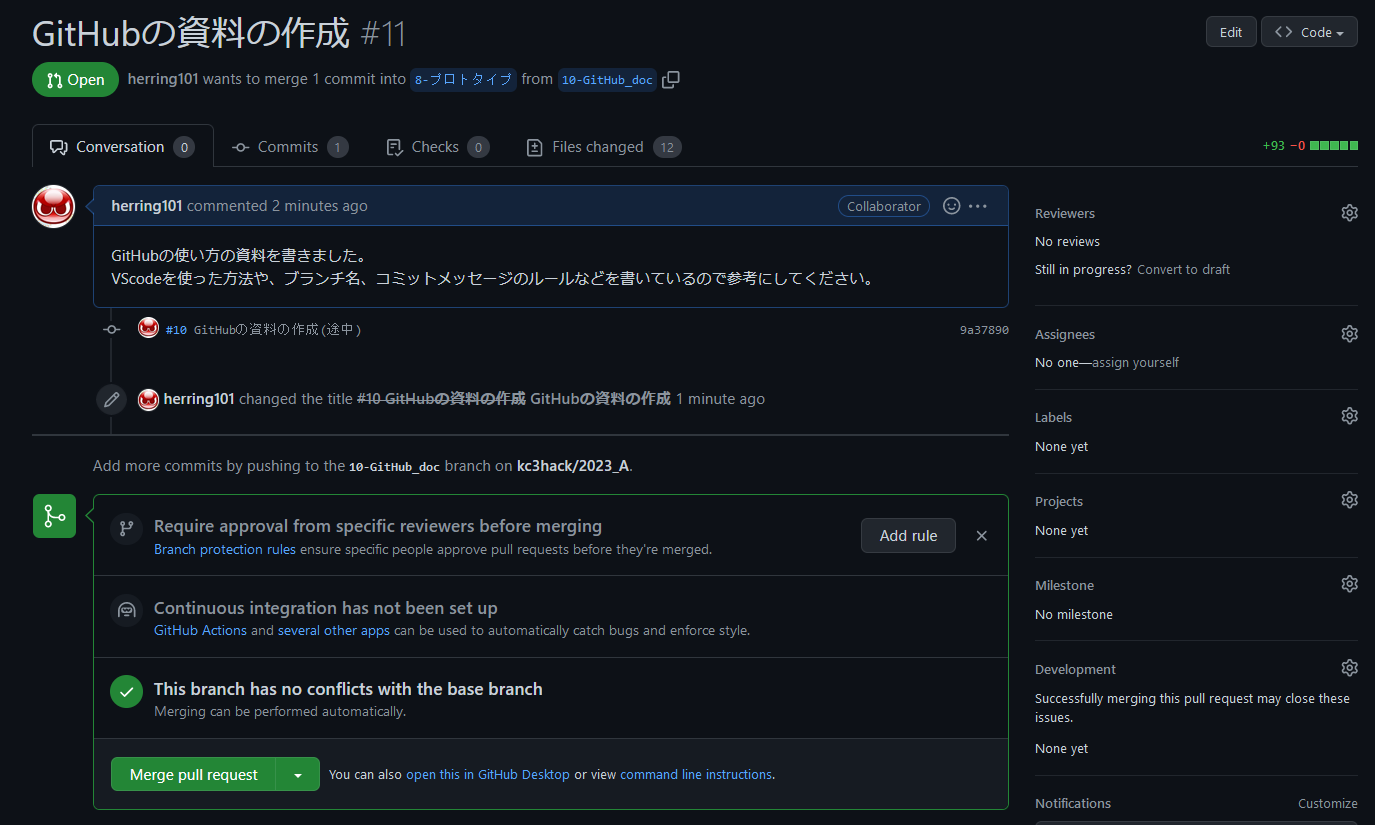 GitHubの資料の作成 #11
Edit
Code
Open
herring101 wants to merge 1 commit into 8-プロトタイプ from 10-GitHub_doc
Conversation 0
Commits 1
Checks 0
Files changed 12
+93 −0
herring101 commented 2 minutes ago
Collaborator
GitHubの使い方の資料を書きました。
VScodeを使った方法や、ブランチ名、コミットメッセージのルールなどを書いているので参考にしてください。
#10 GitHubの資料の作成(途中)
9a37890
herring101 changed the title #10 GitHubの資料の作成 GitHubの資料の作成 1 minute ago
Add more commits by pushing to the 10-GitHub_doc branch on kc3hack/2023_A.
Require approval from specific reviewers before merging
Branch protection rules ensure specific people approve pull requests before they're merged.
Add rule
Continuous integration has not been set up
GitHub Actions and several other apps can be used to automatically catch bugs and enforce style.
This branch has no conflicts with the base branch
Merging can be performed automatically.
Merge pull request
You can also open this in GitHub Desktop or view command line instructions.
Reviewers
No reviews
Still in progress? Convert to draft
Assignees
No one—assign yourself
Labels
None yet
Projects
None yet
Milestone
No milestone
Development
Successfully merging this pull request may close these
issues.
None yet
Notifications
Customize